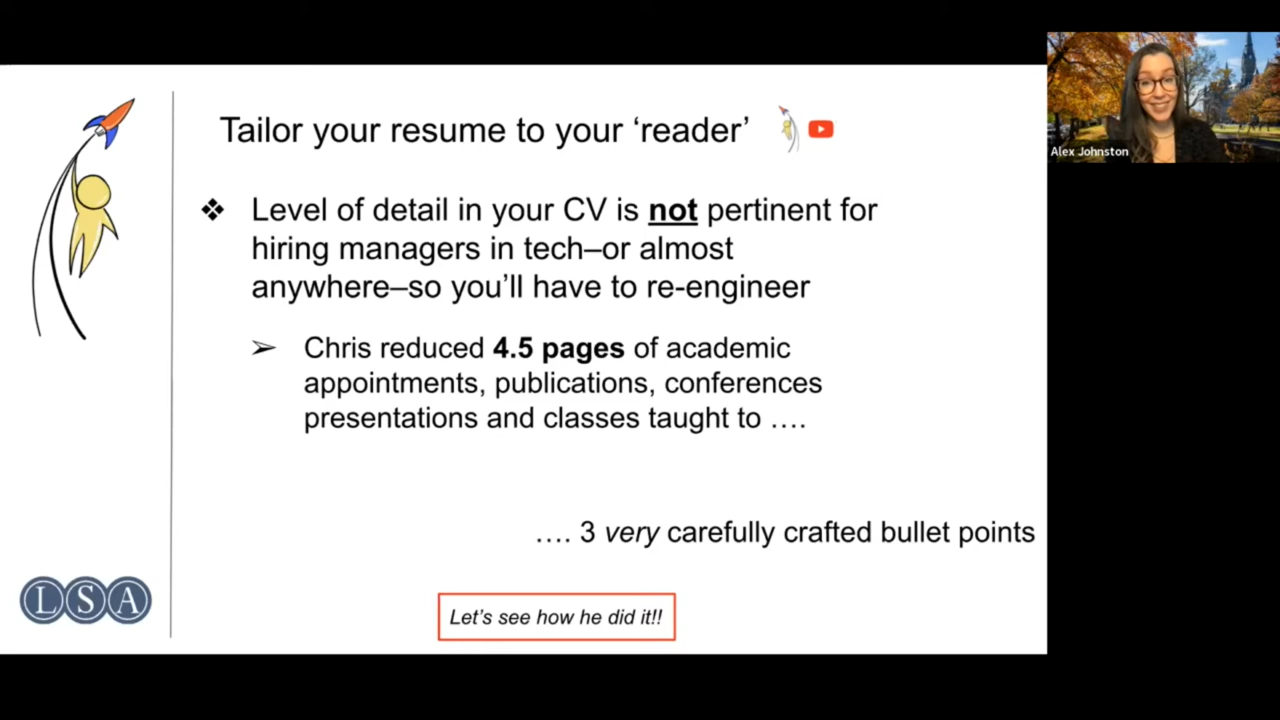 Tailor your resume to your ‘reader’
Alex Johnston
❖ Level of detail in your CV is not pertinent for
hiring managers in tech–or almost
anywhere–so you’ll have to re-engineer
➢ Chris reduced 4.5 pages of academic
appointments, publications, conferences
presentations and classes taught to ….
…. 3 very carefully crafted bullet points
LSA
Let’s see how he did it!!